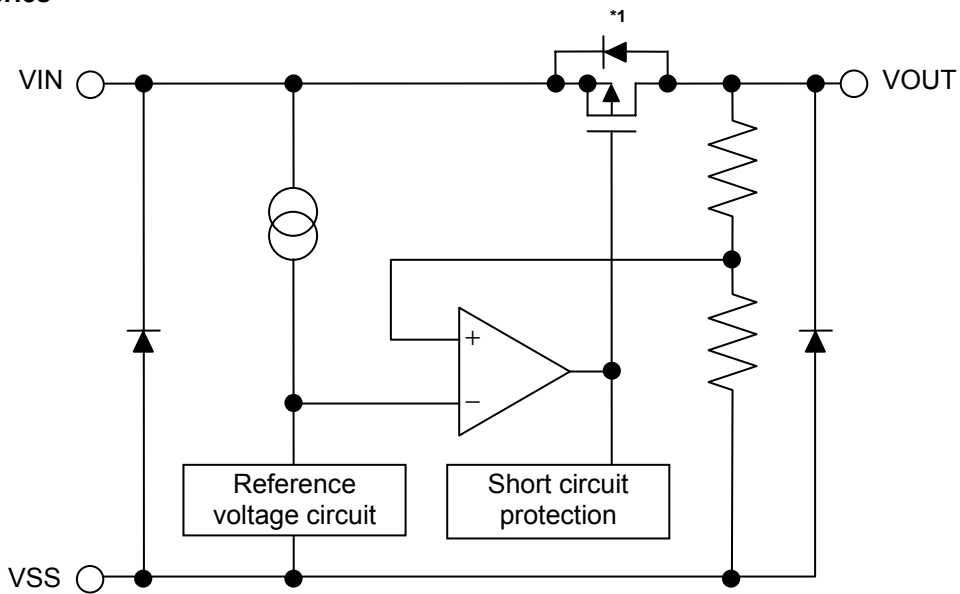 *1
VIN
VOUT
+
−
Reference
voltage circuit
Short circuit
protection
VSS